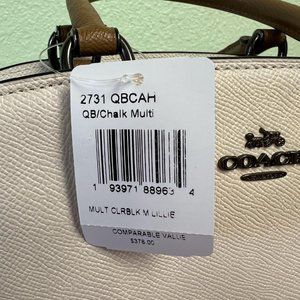 2731 QBCAH
QB/Chalk Multi
1 93971 88963 4
MULT CLRBLK M LILLIE
COMPARABLE VALUE
$378.00
COACH